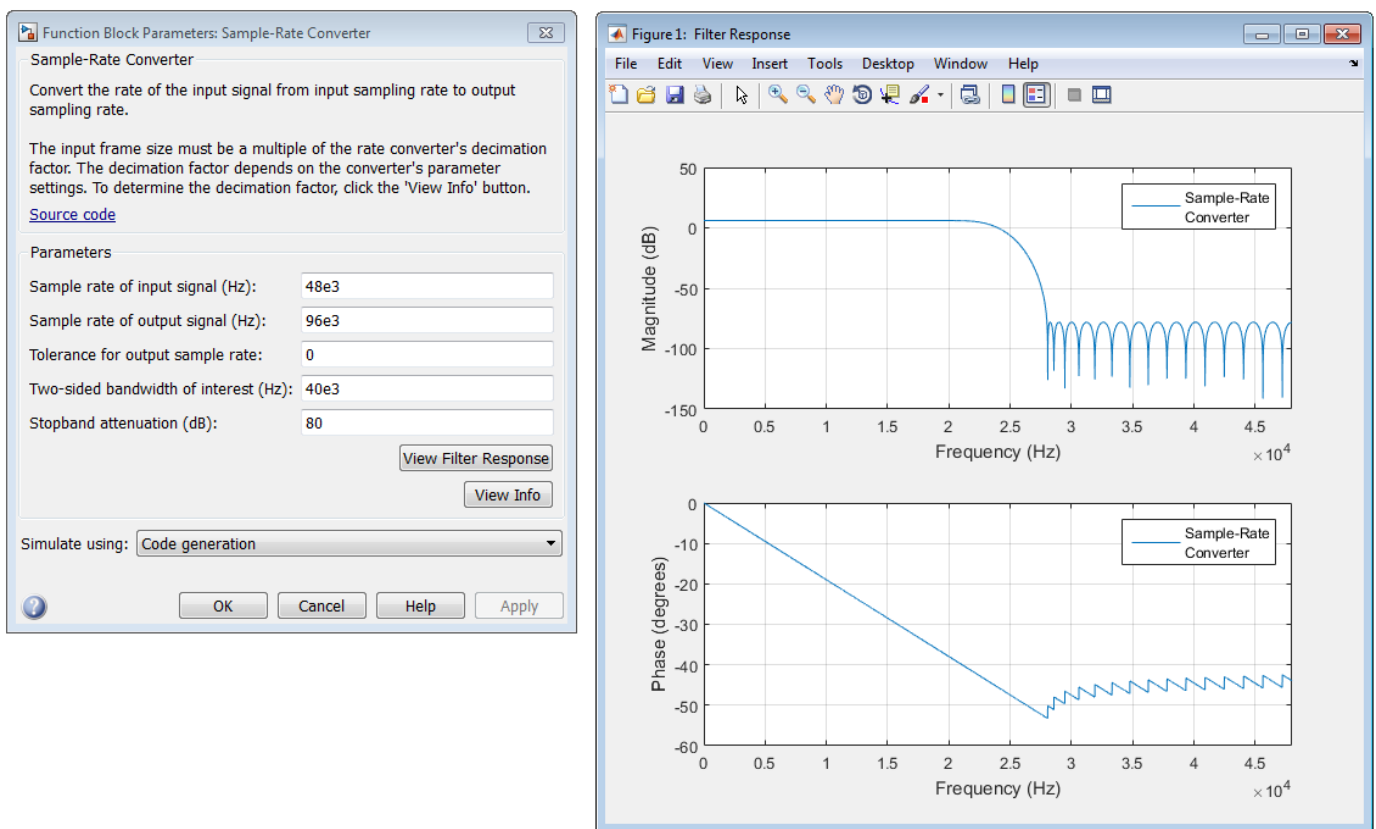 Function Block Parameters: Sample-Rate Converter
Sample-Rate Converter
Convert the rate of the input signal from input sampling rate to output
sampling rate.
The input frame size must be a multiple of the rate converter's decimation
factor. The decimation factor depends on the converter's parameter
settings. To determine the decimation factor, click the 'View Info' button.
Source code
Parameters
Sample rate of input signal (Hz): 48e3
Sample rate of output signal (Hz): 96e3
Tolerance for output sample rate: 0
Two-sided bandwidth of interest (Hz): 40e3
Stopband attenuation (dB): 80
View Filter Response
View Info
Simulate using: Code generation
OK Cancel Help Apply
Figure 1: Filter Response
File Edit View Insert Tools Desktop Window Help
50
0
-50
-100
-150
Magnitude (dB)
Sample-Rate
Converter
0 0.5 1 1.5 2 2.5 3 3.5 4 4.5
Frequency (Hz)
×10⁴
0
-10
-20
-30
-40
-50
-60
Phase (degrees)
Sample-Rate
Converter
0 0.5 1 1.5 2 2.5 3 3.5 4 4.5
Frequency (Hz)
×10⁴